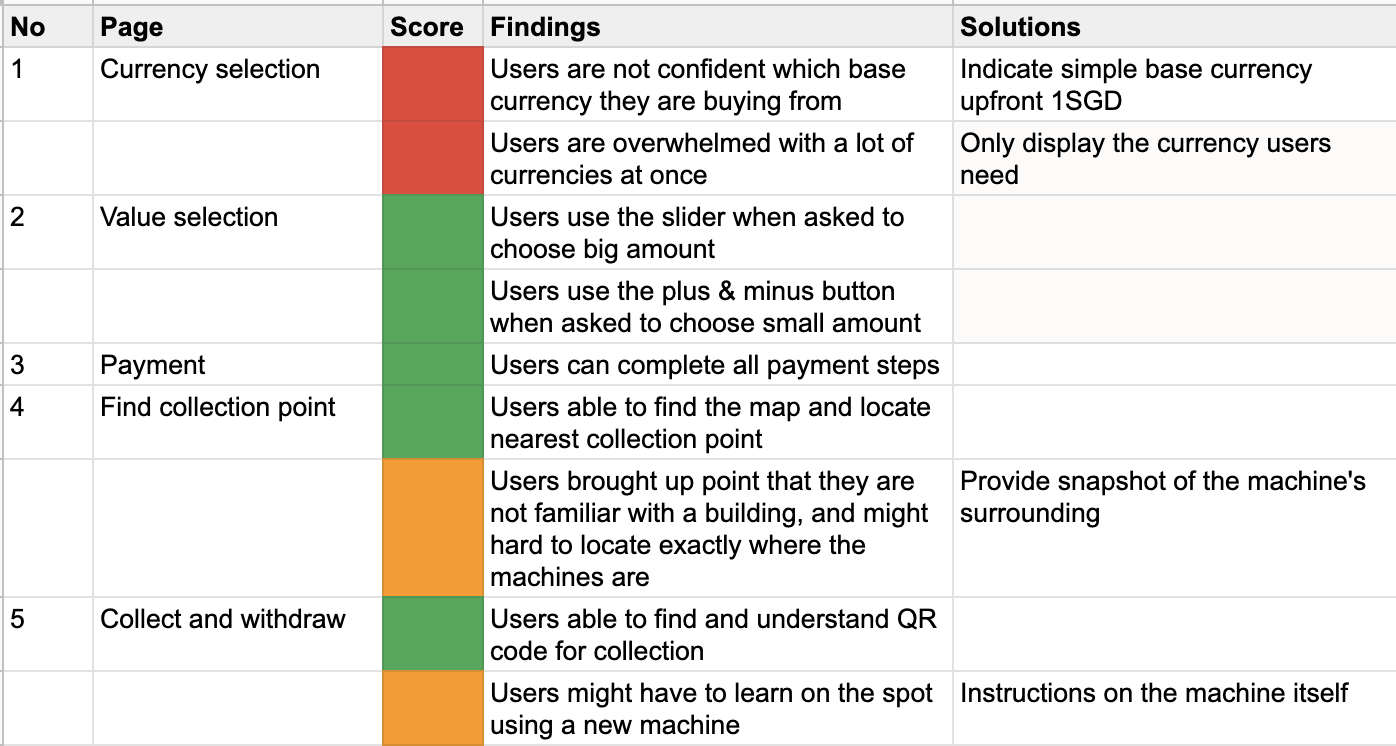 No Page Score Findings Solutions
1 Currency selection Users are not confident which base Indicate simple base currency
currency they are buying from upfront 1SGD
Users are overwhelmed with a lot of Only display the currency users
currencies at once need
2 Value selection Users use the slider when asked to
choose big amount
Users use the plus & minus button
when asked to choose small amount
3 Payment Users can complete all payment steps
4 Find collection point Users able to find the map and locate
nearest collection point
Users brought up point that they are Provide snapshot of the machine's
not familiar with a building, and might surrounding
hard to locate exactly where the
machines are
5 Collect and withdraw Users able to find and understand QR
code for collection
Users might have to learn on the spot Instructions on the machine itself
using a new machine